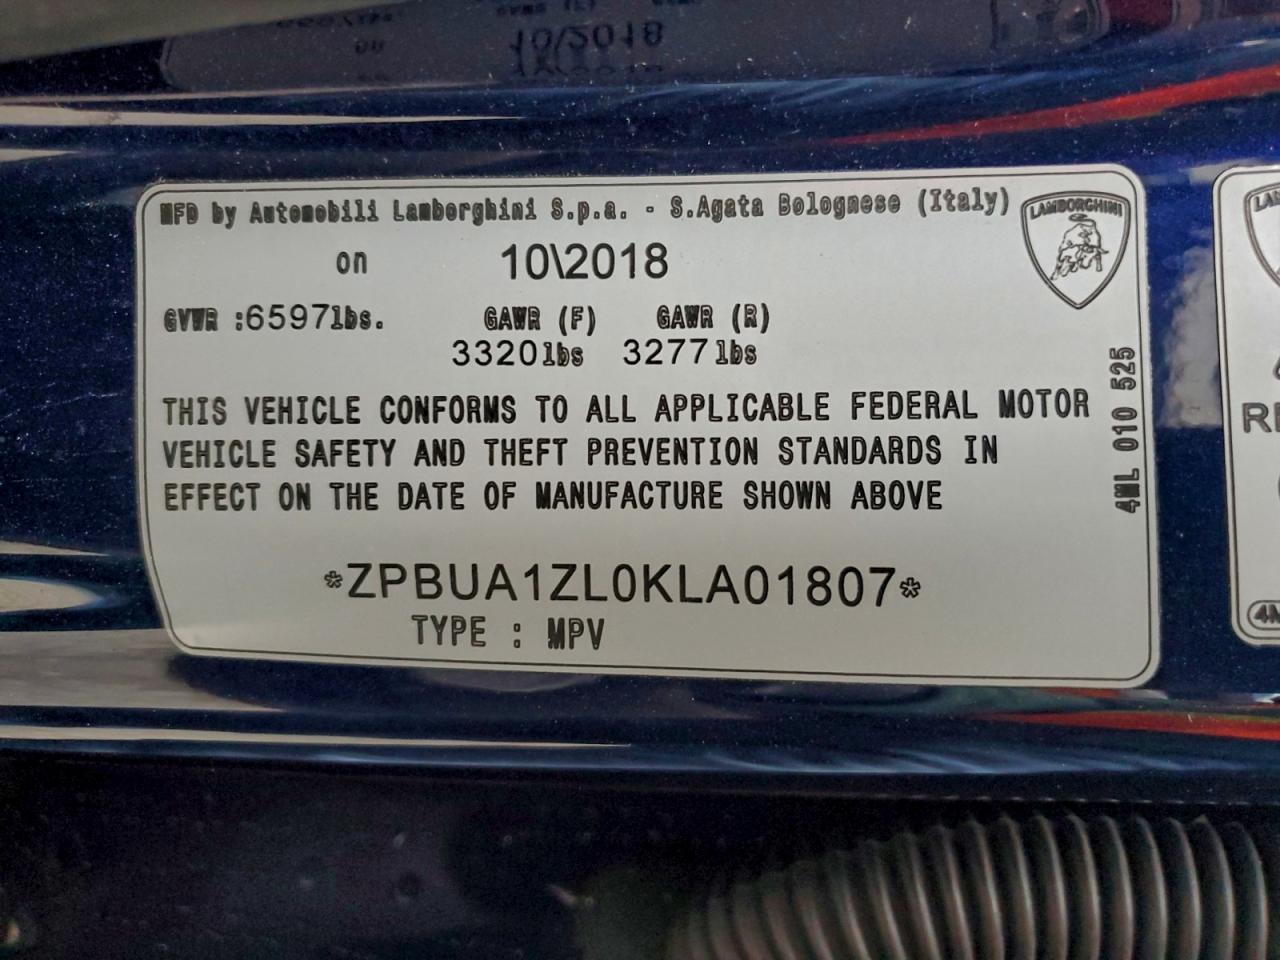 10/2018
MFD by Automobili Lamborghini S.p.a. - S.Agata Bolognese (Italy)
LAMBORGHINI
on 10\2018
GVWR :6597lbs. GAWR (F) GAWR (R)
3320lbs 3277lbs
THIS VEHICLE CONFORMS TO ALL APPLICABLE FEDERAL MOTOR
VEHICLE SAFETY AND THEFT PREVENTION STANDARDS IN
EFFECT ON THE DATE OF MANUFACTURE SHOWN ABOVE
*ZPBUA1ZL0KLA01807*
TYPE : MPV
4ML 010 525